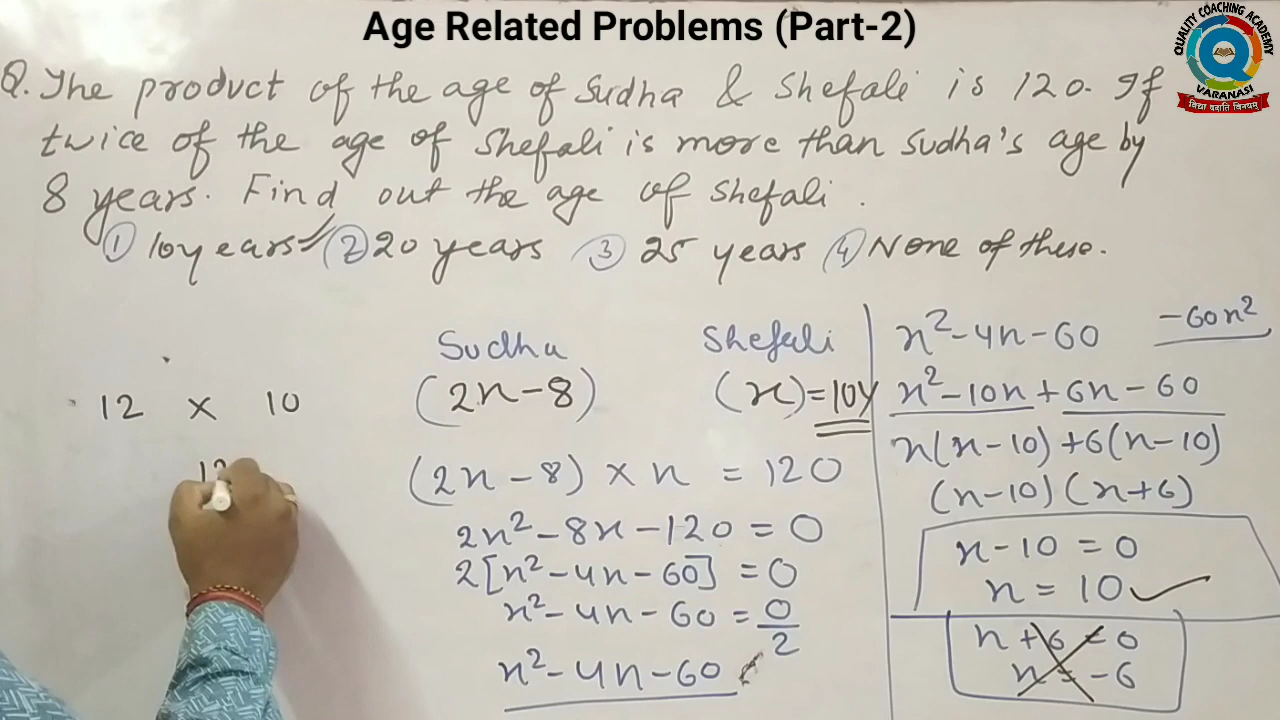 Age Related Problems (Part-2)
QUALITY COACHING ACADEMY
VARANASI
Q. The product of the age of Sudha & Shefali is 120. If
twice of the age of Shefali is more than Sudha's age by
8 years. Find out the age of Shefali.
① 10 years ✓ ② 20 years ③ 25 years ④ None of these.
12 × 10
12
Sudha Shefali
(2x-8) (x) = 10y
(2x-8) × x = 120
2x²-8x-120 = 0
2[x²-4x-60] = 0
x²-4x-60 = 0/2
x²-4x-60
x²-4x-60 -60x²
x²-10x+6x-60
x(x-10)+6(x-10)
(x-10)(x+6)
x-10 = 0
x = 10 ✓
x+6 = 0
x = -6